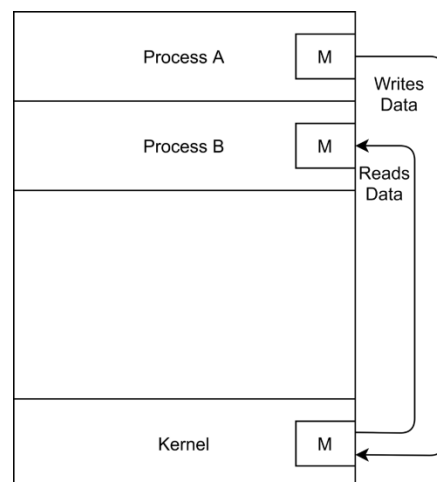 Process A
M
Writes
Data
Process B
M
Reads
Data
Kernel
M